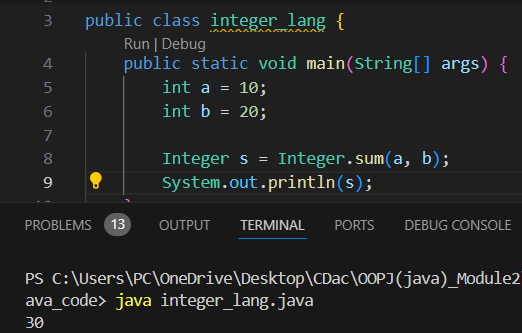 3 public class integer_lang {
Run | Debug
4 public static void main(String[] args) {
5 int a = 10;
6 int b = 20;
7
8 Integer s = Integer.sum(a, b);
9 System.out.println(s);
PROBLEMS 13 OUTPUT TERMINAL PORTS DEBUG CONSOLE
PS C:\Users\PC\OneDrive\Desktop\CDac\OOPJ(java)_Module2\
ava_code> java integer_lang.java
30